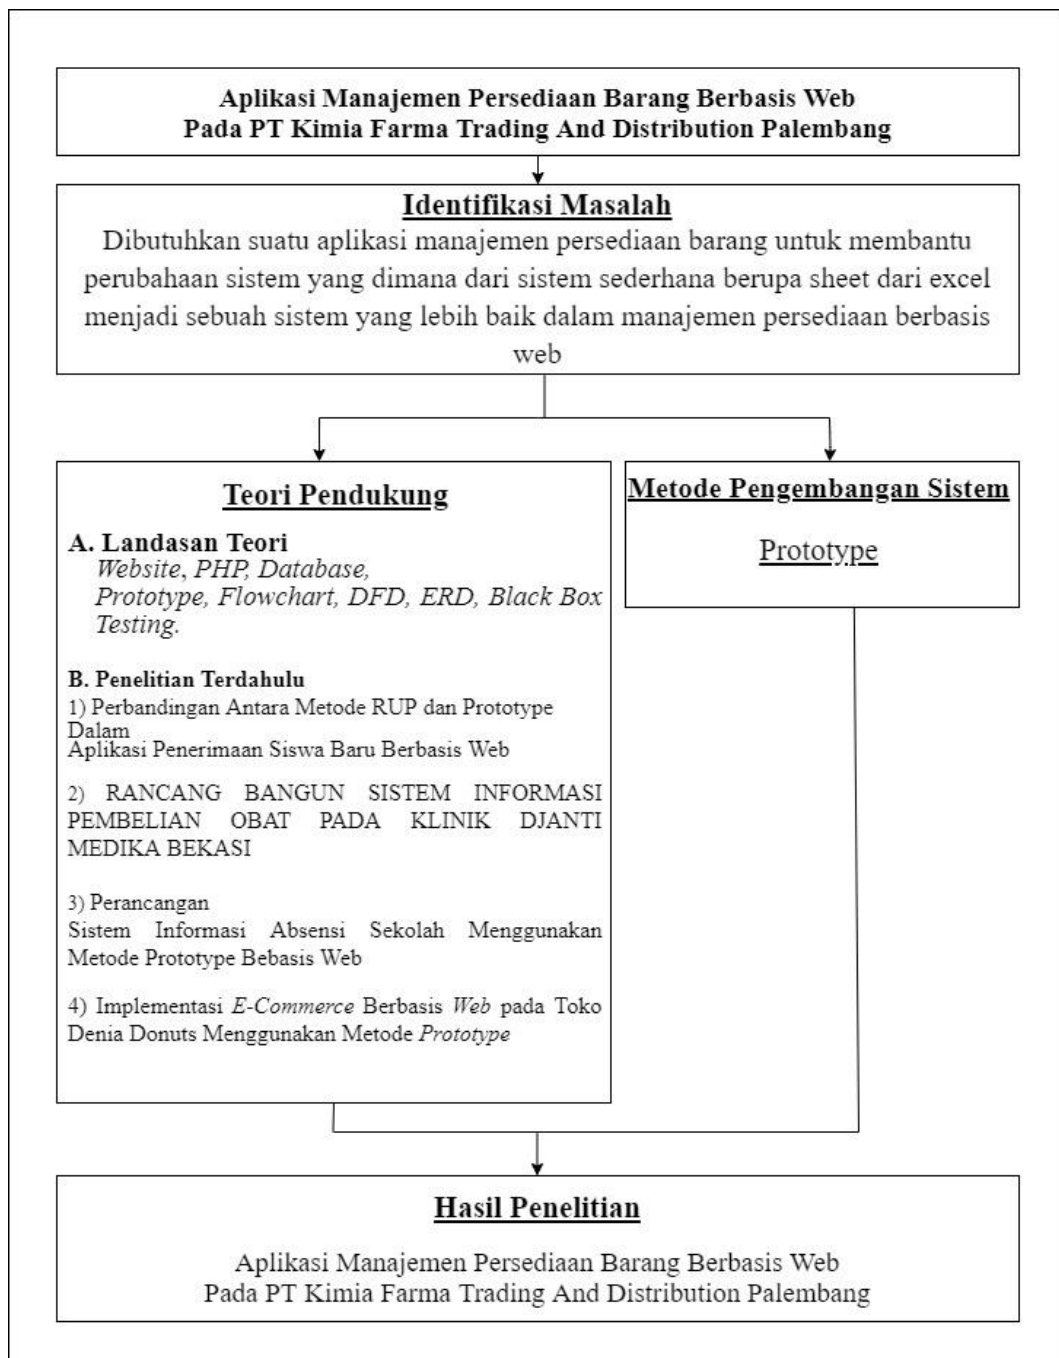 Aplikasi Manajemen Persediaan Barang Berbasis Web
Pada PT Kimia Farma Trading And Distribution Palembang
Identifikasi Masalah
Dibutuhkan suatu aplikasi manajemen persediaan barang untuk membantu
perubahaan sistem yang dimana dari sistem sederhana berupa sheet dari excel
menjadi sebuah sistem yang lebih baik dalam manajemen persediaan berbasis
web
Teori Pendukung
A. Landasan Teori
Website, PHP, Database,
Prototype, Flowchart, DFD, ERD, Black Box
Testing.
B. Penelitian Terdahulu
1) Perbandingan Antara Metode RUP dan Prototype
Dalam
Aplikasi Penerimaan Siswa Baru Berbasis Web
2) RANCANG BANGUN SISTEM INFORMASI
PEMBELIAN OBAT PADA KLINIK DJANTI
MEDIKA BEKASI
3) Perancangan
Sistem Informasi Absensi Sekolah Menggunakan
Metode Prototype Bebasis Web
4) Implementasi E-Commerce Berbasis Web pada Toko
Denia Donuts Menggunakan Metode Prototype
Metode Pengembangan Sistem
Prototype
Hasil Penelitian
Aplikasi Manajemen Persediaan Barang Berbasis Web
Pada PT Kimia Farma Trading And Distribution Palembang